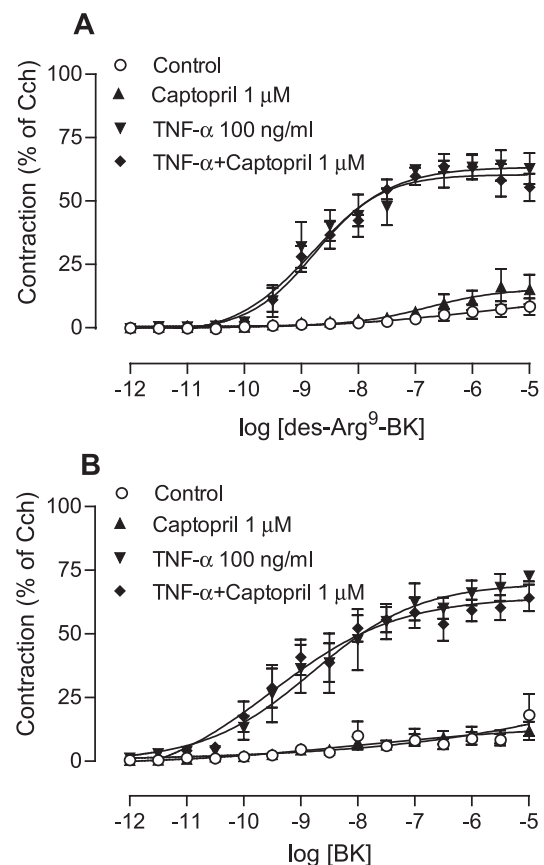 A
Control
Captopril 1 μM
TNF-α 100 ng/ml
TNF-α+Captopril 1 μM
Contraction (% of Cch)
100
75
50
25
0
-12 -11 -10 -9 -8 -7 -6 -5
log [des-Arg⁹-BK]
B
Control
Captopril 1 μM
TNF-α 100 ng/ml
TNF-α+Captopril 1 μM
Contraction (% of Cch)
100
75
50
25
0
-12 -11 -10 -9 -8 -7 -6 -5
log [BK]